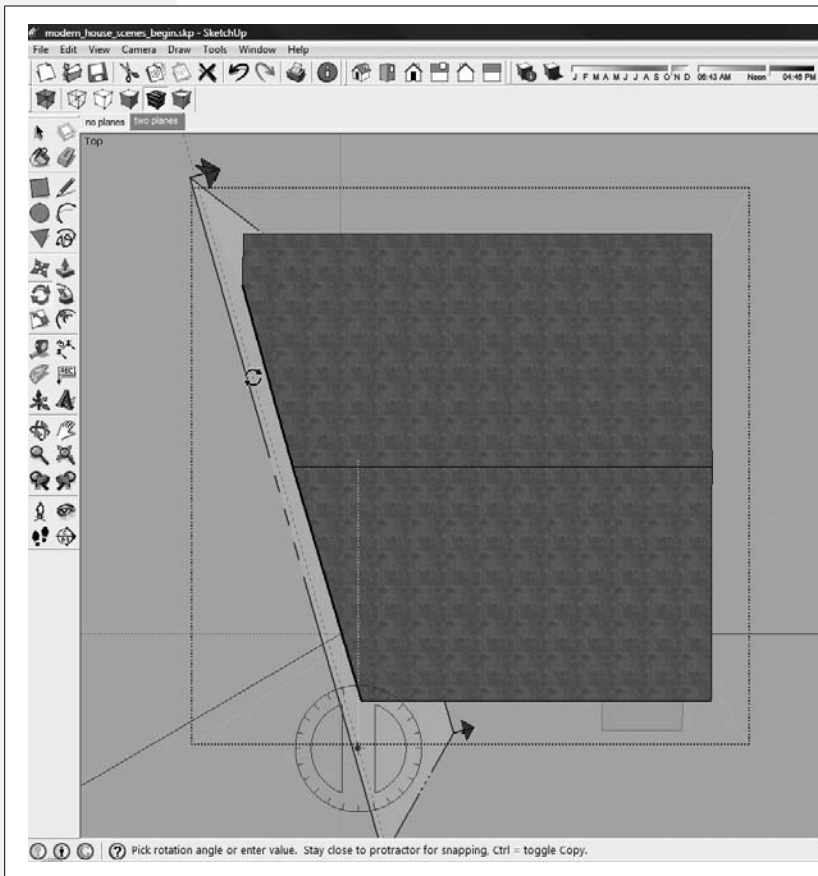 modern_house_scenes_begin.skp - SketchUp
File Edit View Camera Draw Tools Window Help
J F M A M J J A S O N D 06:43 AM Noon 04:46 PM
no planes two planes
Top
ABC
Pick rotation angle or enter value. Stay close to protractor for snapping, Ctrl = toggle Copy.